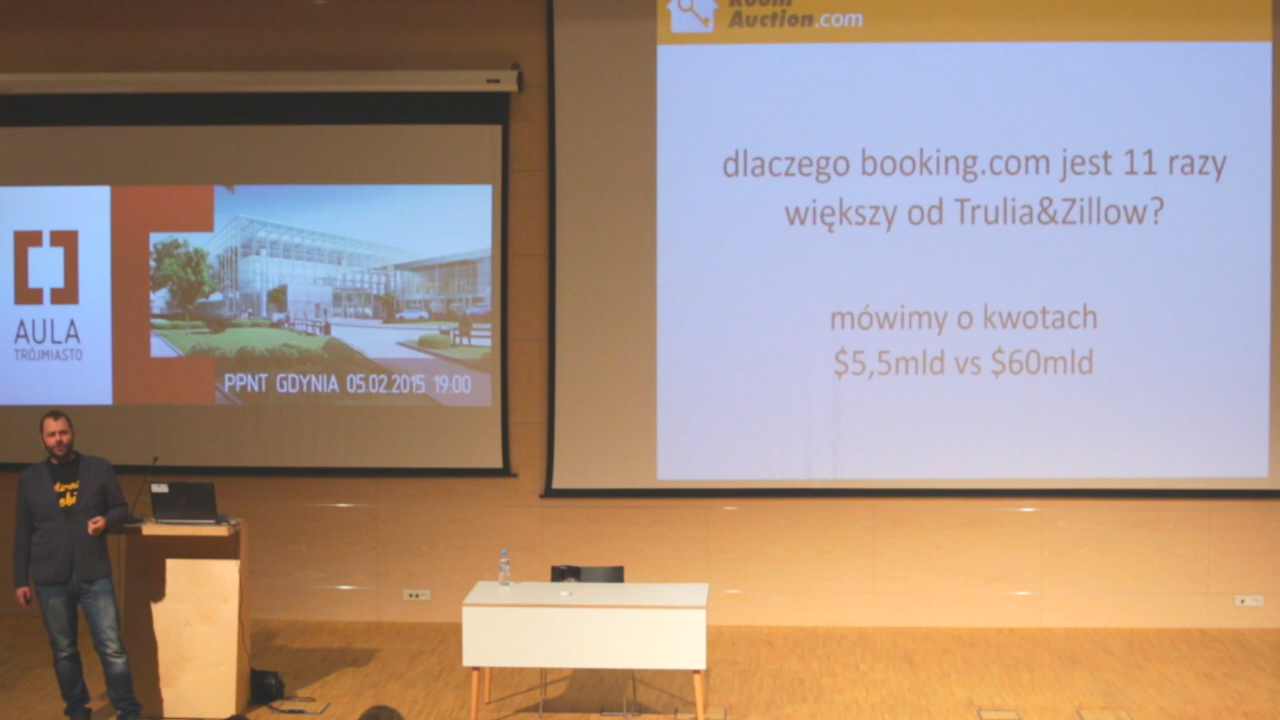 AULA
TRÓJMIASTO
PPNT GDYNIA 05.02.2015 19:00
Room
Auction.com
dlaczego booking.com jest 11 razy
większy od Trulia&Zillow?
mówimy o kwotach
$5,5mld vs $60mld